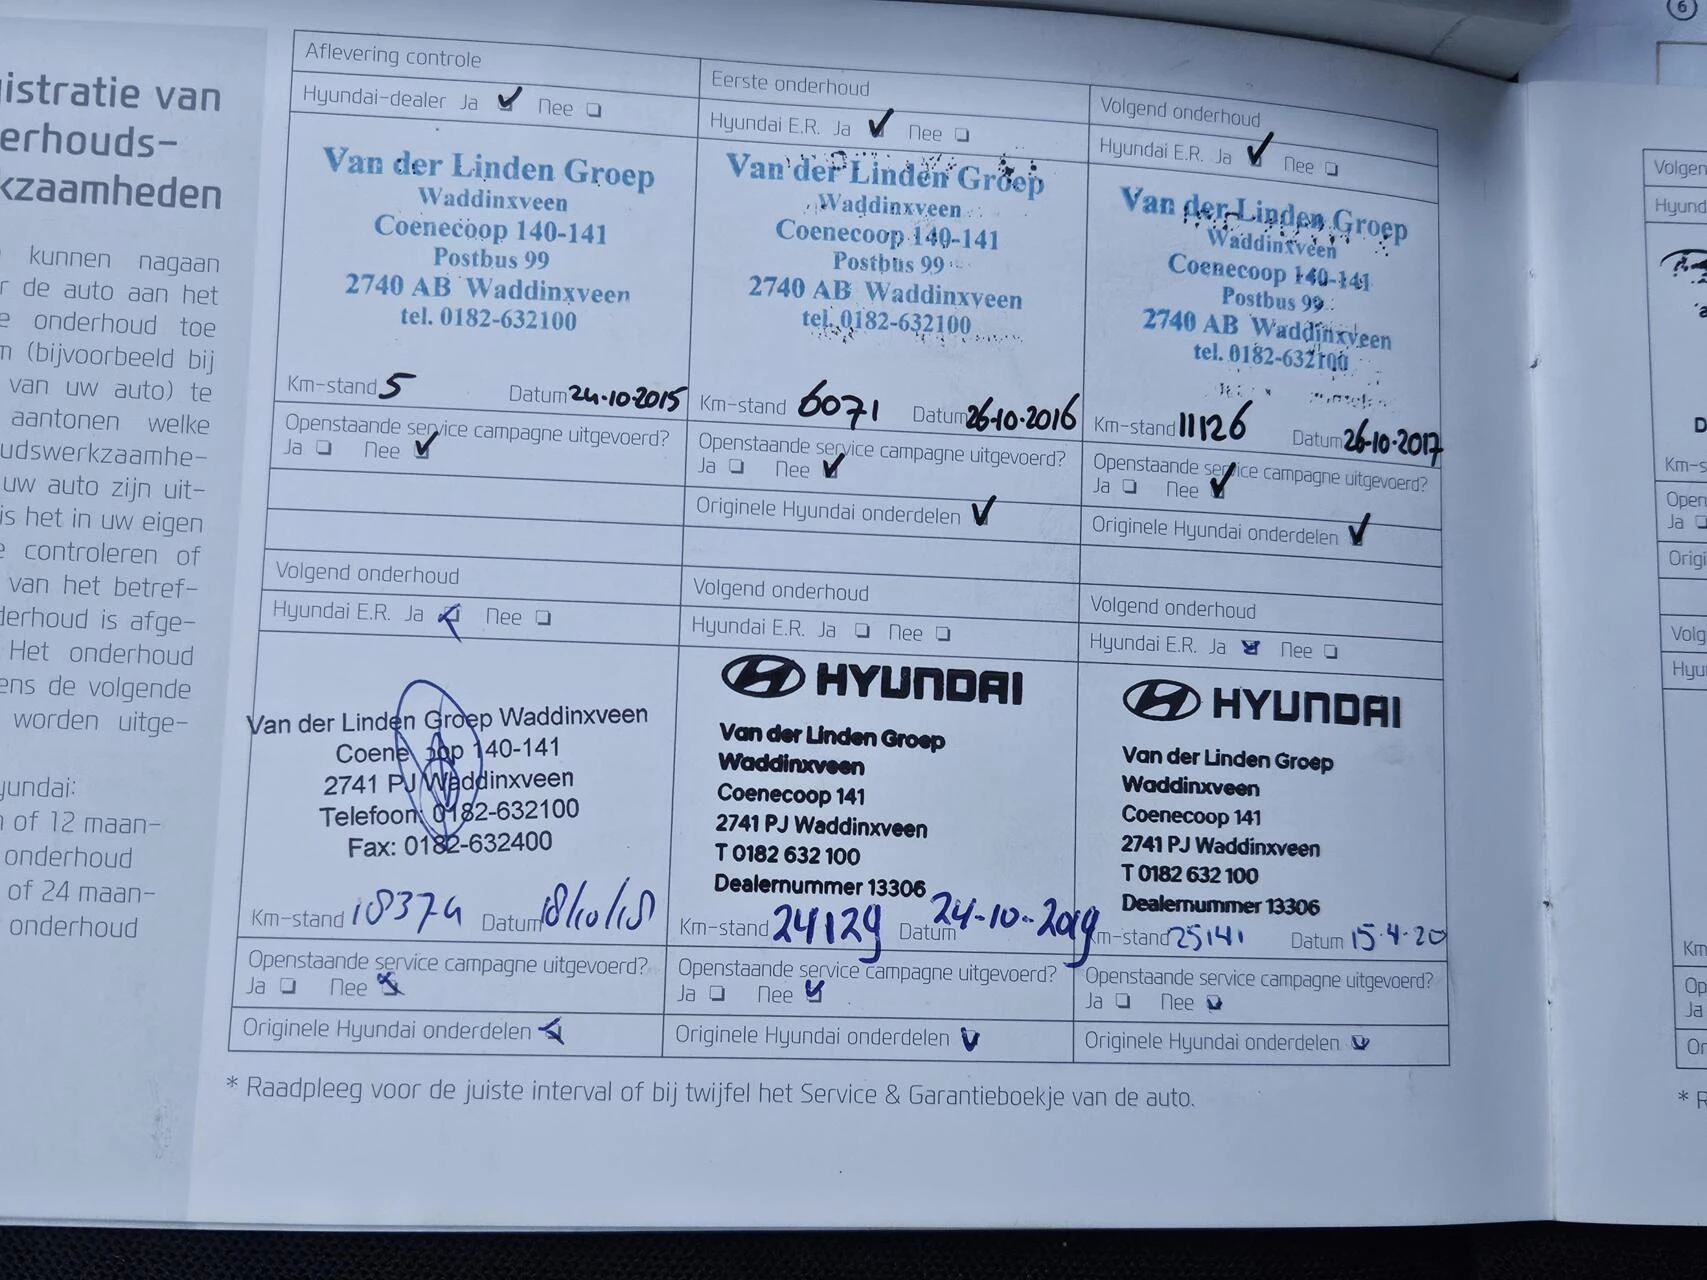 6
istratie van
erhouds-
kzaamheden
kunnen nagaan
r de auto aan het
e onderhoud toe
m (bijvoorbeeld bij
van uw auto) te
aantonen welke
udswerkzaamhe-
uw auto zijn uit-
is het in uw eigen
e controleren of
van het betref-
derhoud is afge-
Het onderhoud
ens de volgende
worden uitge-
yundai:
n of 12 maan-
onderhoud
of 24 maan-
onderhoud
Aflevering controle
Hyundai-dealer Ja Nee
Van der Linden Groep
Waddinxveen
Coenecoop 140-141
Postbus 99
2740 AB Waddinxveen
tel. 0182-632100
Km-stand 5 Datum 24-10-2015
Openstaande service campagne uitgevoerd?
Ja Nee
Eerste onderhoud
Hyundai E.R. Ja Nee
Van der Linden Groep
Waddinxveen
Coenecoop 140-141
Postbus 99
2740 AB Waddinxveen
tel. 0182-632100
Km-stand 6071 Datum 26-10-2016
Openstaande service campagne uitgevoerd?
Ja Nee
Originele Hyundai onderdelen
Volgend onderhoud
Hyundai E.R. Ja Nee
Van der Linden Groep
Waddinxveen
Coenecoop 140-141
Postbus 99
2740 AB Waddinxveen
tel. 0182-632100
Km-stand 11126 Datum 26-10-2017
Openstaande service campagne uitgevoerd?
Ja Nee
Originele Hyundai onderdelen
Volgend onderhoud
Hyundai E.R. Ja Nee
Van der Linden Groep Waddinxveen
Coenecoop 140-141
2741 PJ Waddinxveen
Telefoon: 0182-632100
Fax: 0182-632400
Km-stand 18374 Datum 18/10/18
Openstaande service campagne uitgevoerd?
Ja Nee
Originele Hyundai onderdelen
Volgend onderhoud
Hyundai E.R. Ja Nee
HYUNDAI
Van der Linden Groep
Waddinxveen
Coenecoop 141
2741 PJ Waddinxveen
T 0182 632 100
Dealernummer 13306
Km-stand 24129 Datum 24-10-2019
Openstaande service campagne uitgevoerd?
Ja Nee
Originele Hyundai onderdelen
Volgend onderhoud
Hyundai E.R. Ja Nee
HYUNDAI
Van der Linden Groep
Waddinxveen
Coenecoop 141
2741 PJ Waddinxveen
T 0182 632 100
Dealernummer 13306
Km-stand 25141 Datum 15-4-20
Openstaande service campagne uitgevoerd?
Ja Nee
Originele Hyundai onderdelen
* Raadpleeg voor de juiste interval of bij twijfel het Service & Garantieboekje van de auto.
Volgen
Hyund
Km-s
Open
Ja
Origi
Volg
Hyu
Km
Op
Ja
Or
* R